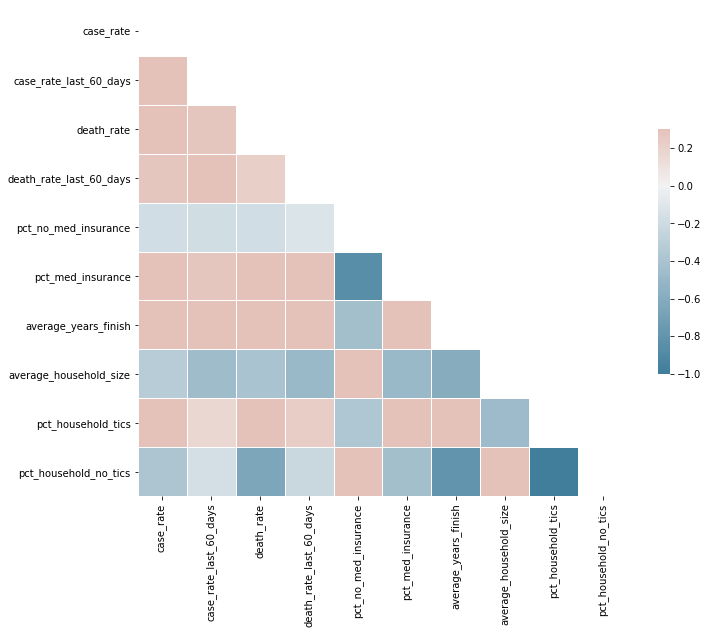 case_rate
case_rate_last_60_days
death_rate
death_rate_last_60_days
pct_no_med_insurance
pct_med_insurance
average_years_finish
average_household_size
pct_household_tics
pct_household_no_tics
case_rate
case_rate_last_60_days
death_rate
death_rate_last_60_days
pct_no_med_insurance
pct_med_insurance
average_years_finish
average_household_size
pct_household_tics
pct_household_no_tics
0.2
0.0
−0.2
−0.4
−0.6
−0.8
−1.0